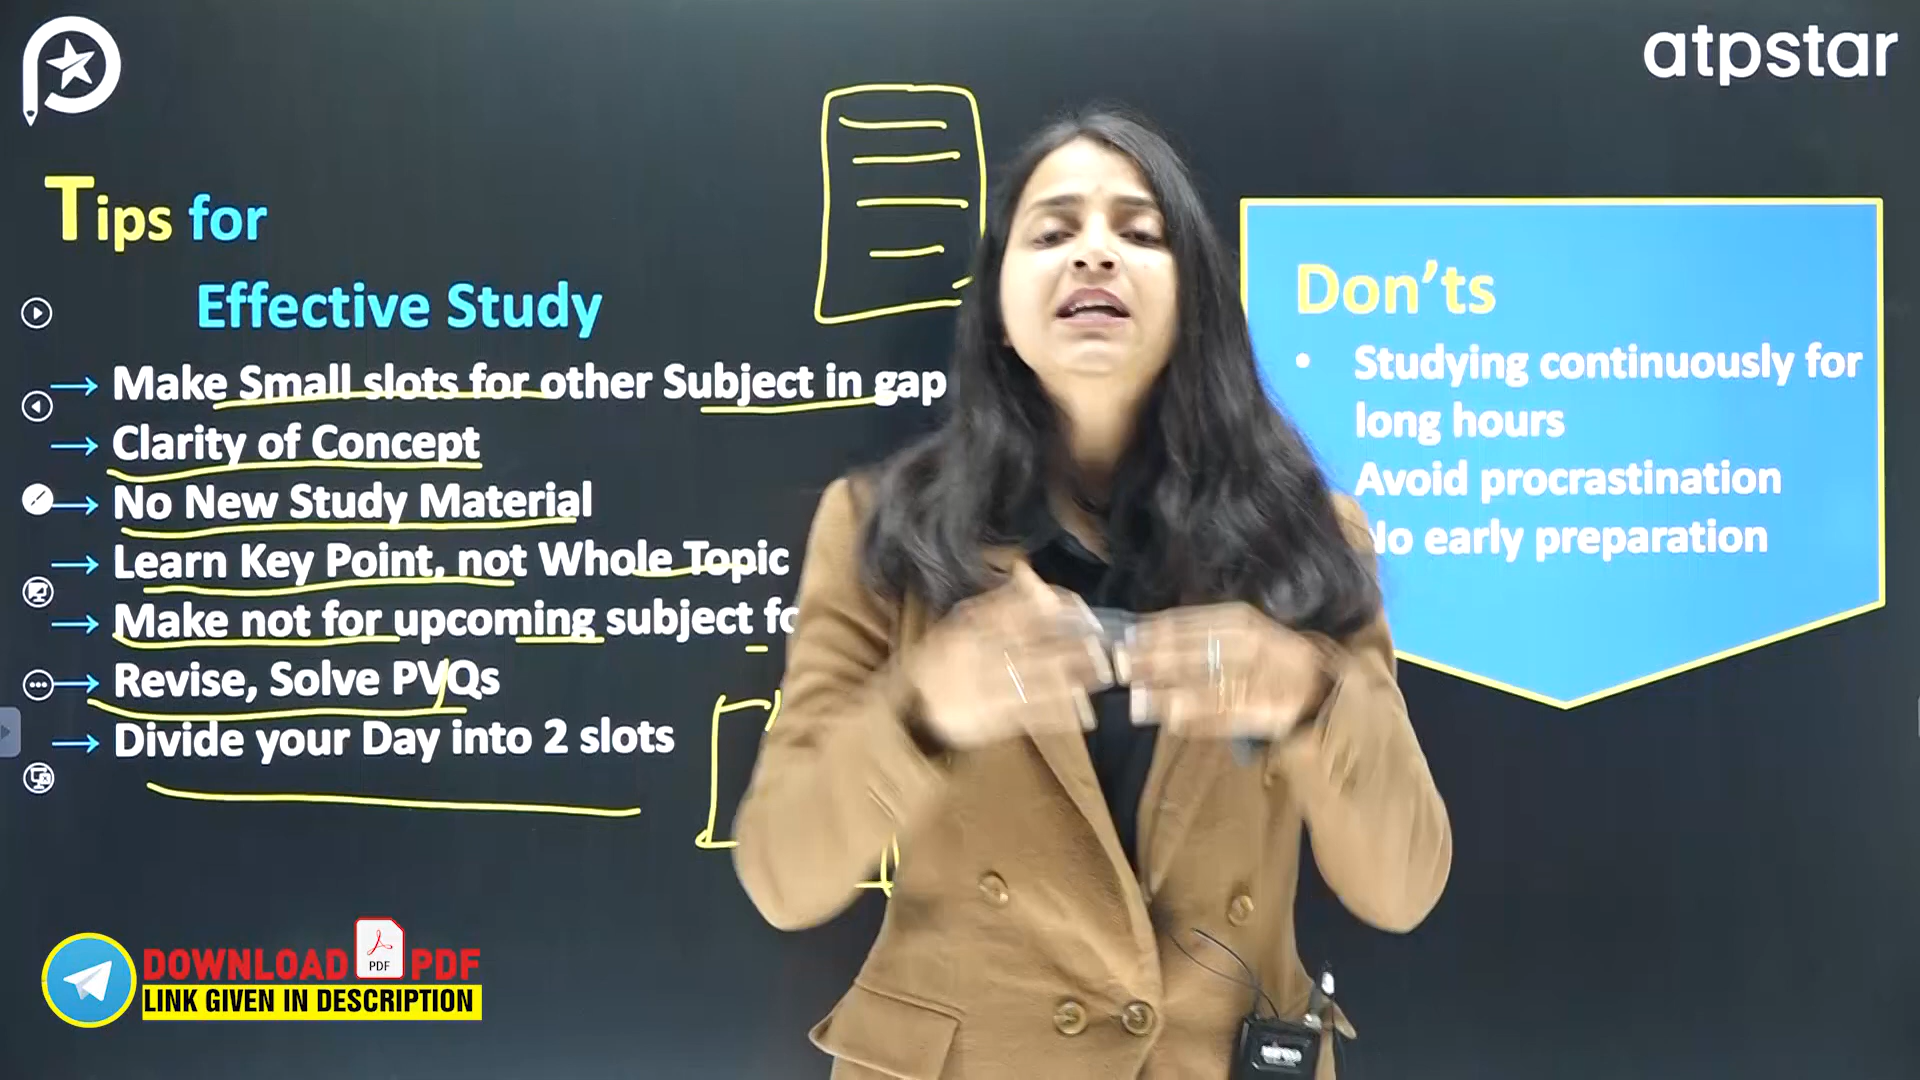 atpstar
Tips for
Effective Study
→ Make Small slots for other Subject in gap
→ Clarity of Concept
→ No New Study Material
→ Learn Key Point, not Whole Topic
→ Make not for upcoming subject
→ Revise, Solve PVQs
→ Divide your Day into 2 slots
Don'ts
• Studying continuously for
long hours
Avoid procrastination
No early preparation
DOWNLOAD PDF PDF
LINK GIVEN IN DESCRIPTION